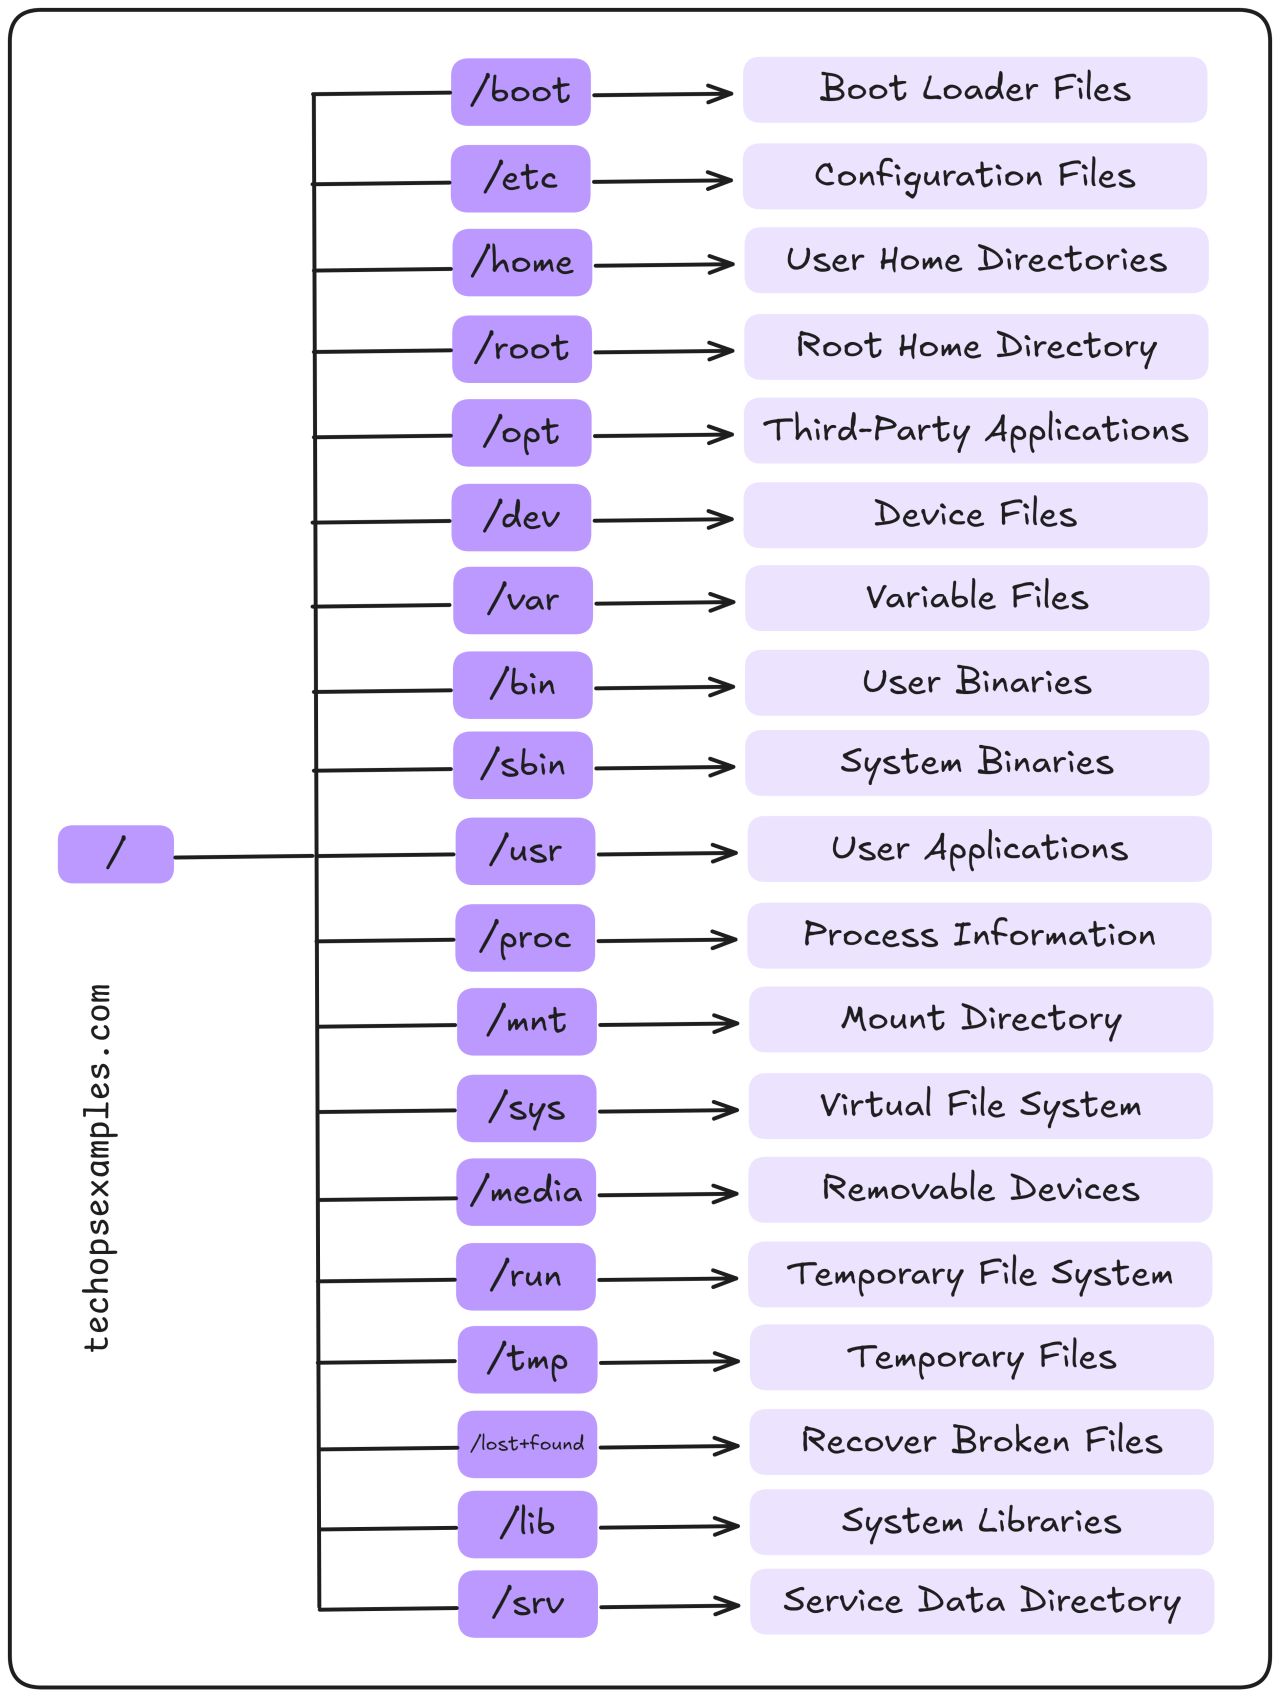 /boot
Boot Loader Files
/etc
Configuration Files
/home
User Home Directories
/root
Root Home Directory
/opt
Third-Party Applications
/dev
Device Files
/var
Variable Files
/bin
User Binaries
/sbin
System Binaries
/
/usr
User Applications
/proc
Process Information
/mnt
Mount Directory
/sys
Virtual File System
/media
Removable Devices
/run
Temporary File System
/tmp
Temporary Files
/lost+found
Recover Broken Files
/lib
System Libraries
/srv
Service Data Directory
techopsexamples.com